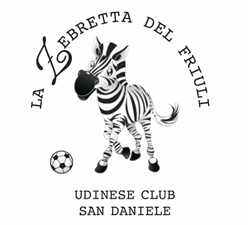 LA ZEBRETTA DEL FRIULI
UDINESE CLUB
SAN DANIELE